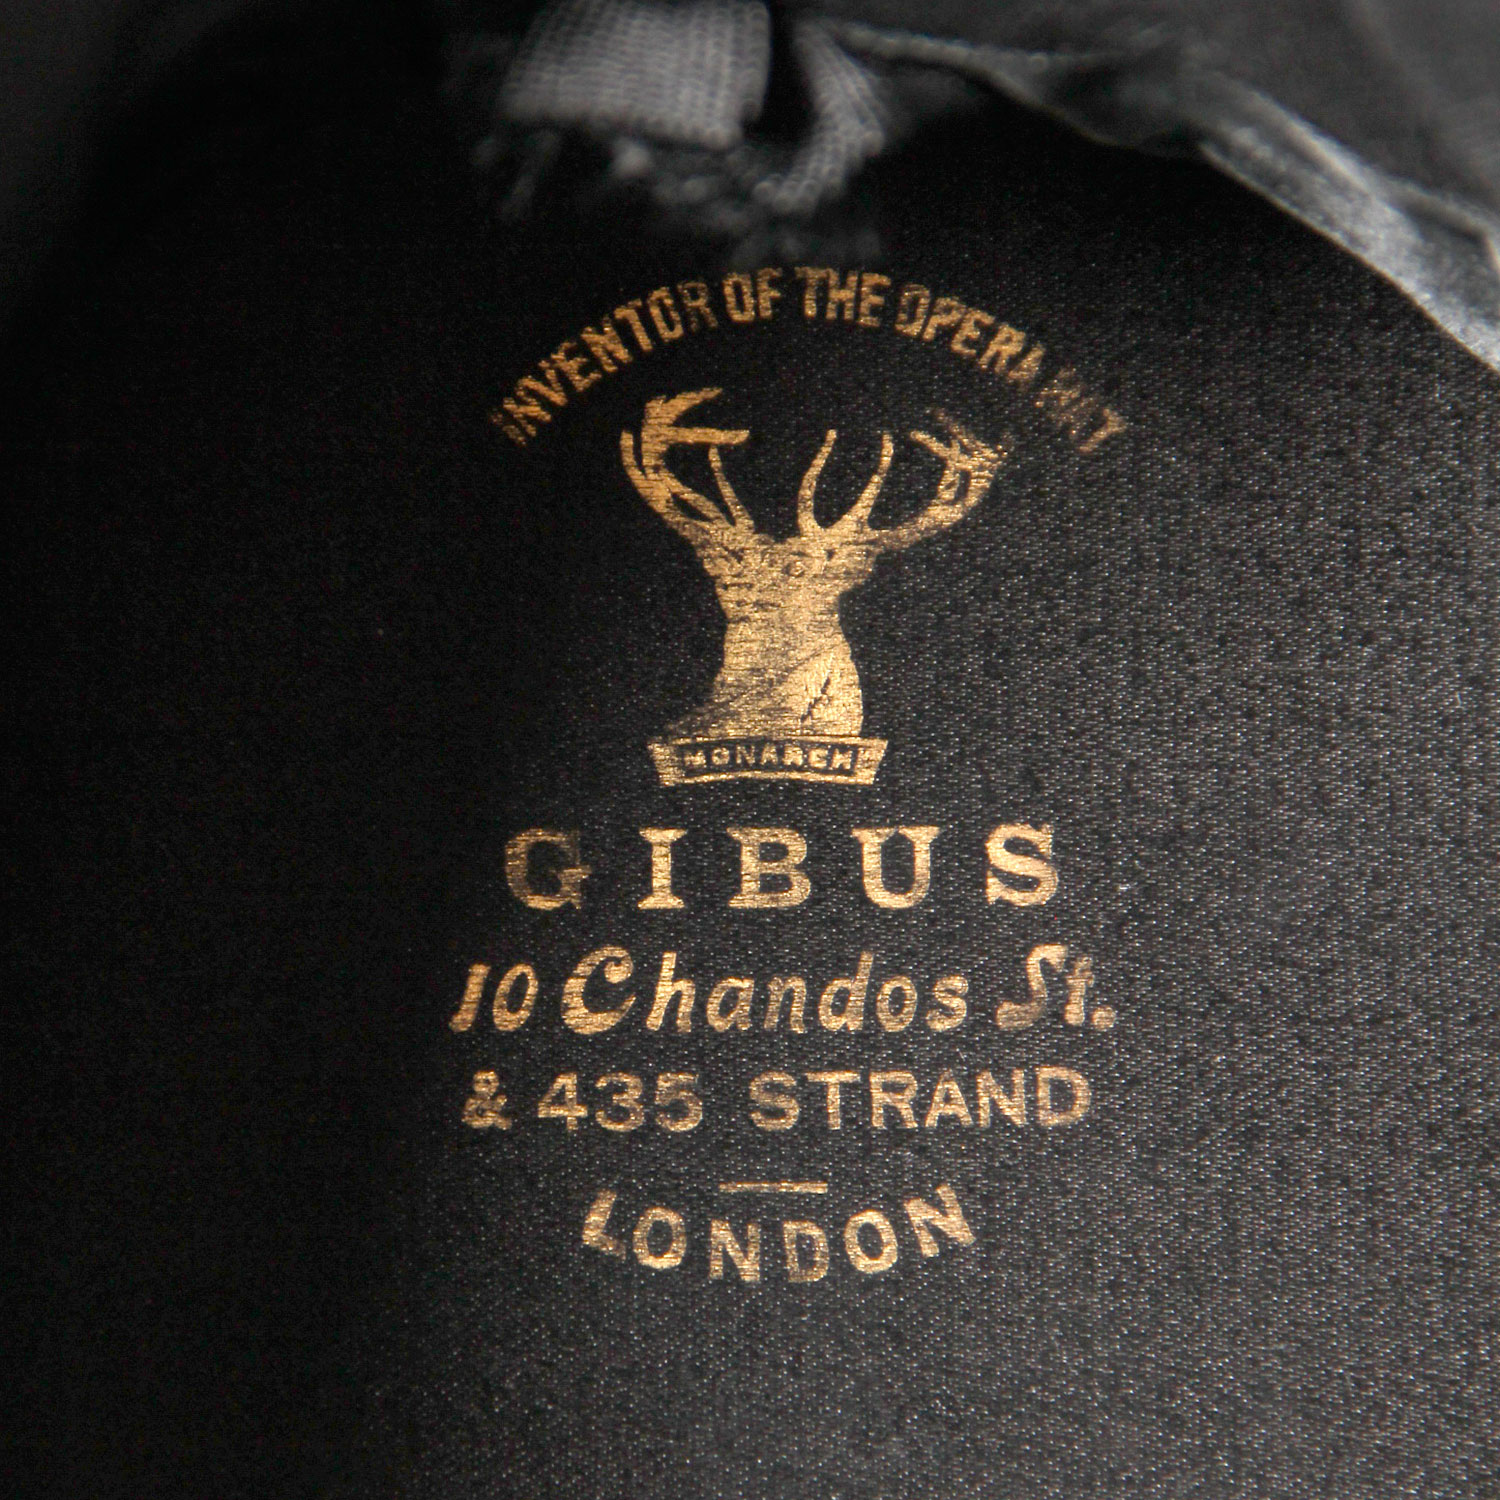 INVENTOR OF THE OPERA HAT
MONARCH
GIBUS
10 Chandos St.
& 435 STRAND
LONDON